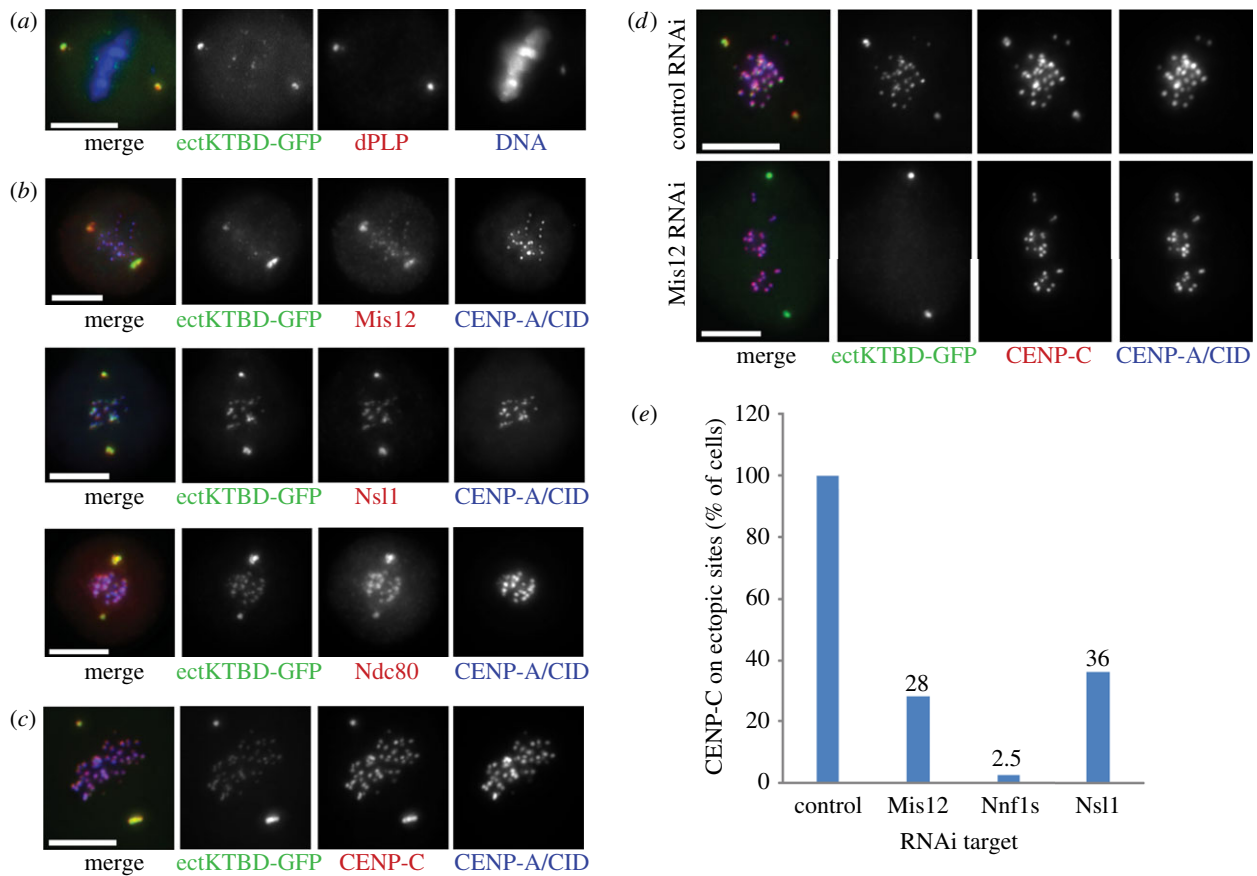 (a)
merge ectKTBD-GFP dPLP DNA
(b)
merge ectKTBD-GFP Mis12 CENP-A/CID
merge ectKTBD-GFP Nsl1 CENP-A/CID
merge ectKTBD-GFP Ndc80 CENP-A/CID
(c)
merge ectKTBD-GFP CENP-C CENP-A/CID
(d)
control RNAi
Mis12 RNAi
merge ectKTBD-GFP CENP-C CENP-A/CID
(e)
CENP-C on ectopic sites (% of cells)
120
100
80
60
40
20
0
28
2.5
36
control Mis12 Nnf1s Nsl1
RNAi target